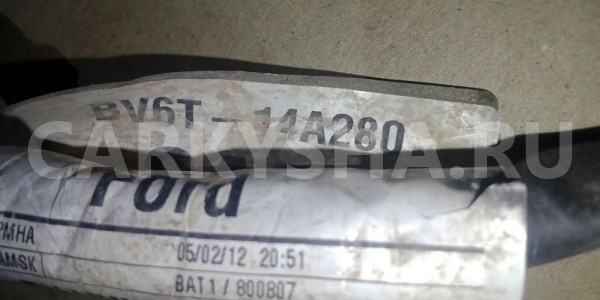 BV6T-14A280
CARKYSHA.RU
Ford
PMHA
05/02/12 20:51
AMSK
BAT1/800807